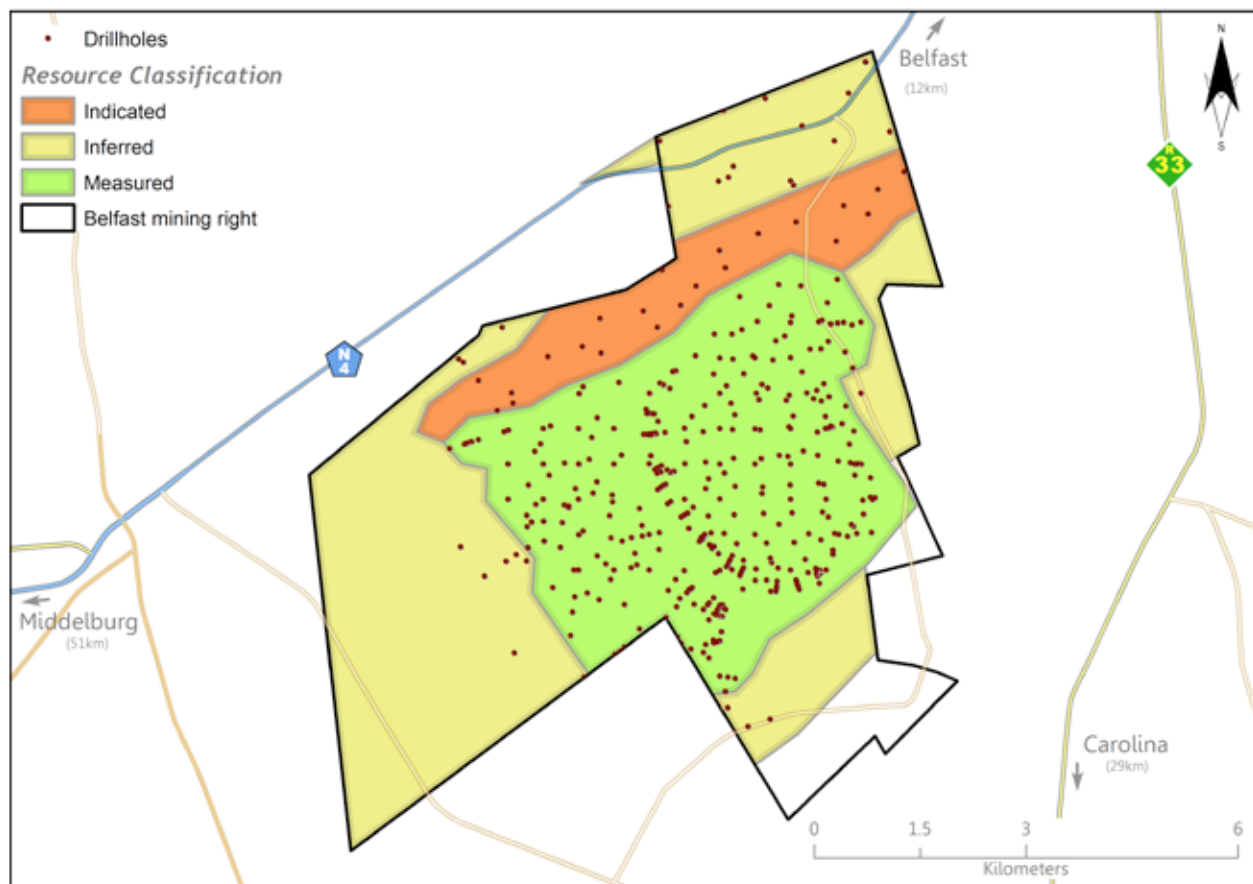 Drillholes
Resource Classification
Indicated
Inferred
Measured
Belfast mining right
Belfast
(12km)
N
S
R
33
N
4
Middelburg
(51km)
Carolina
(29km)
0 1.5 3 6
Kilometers